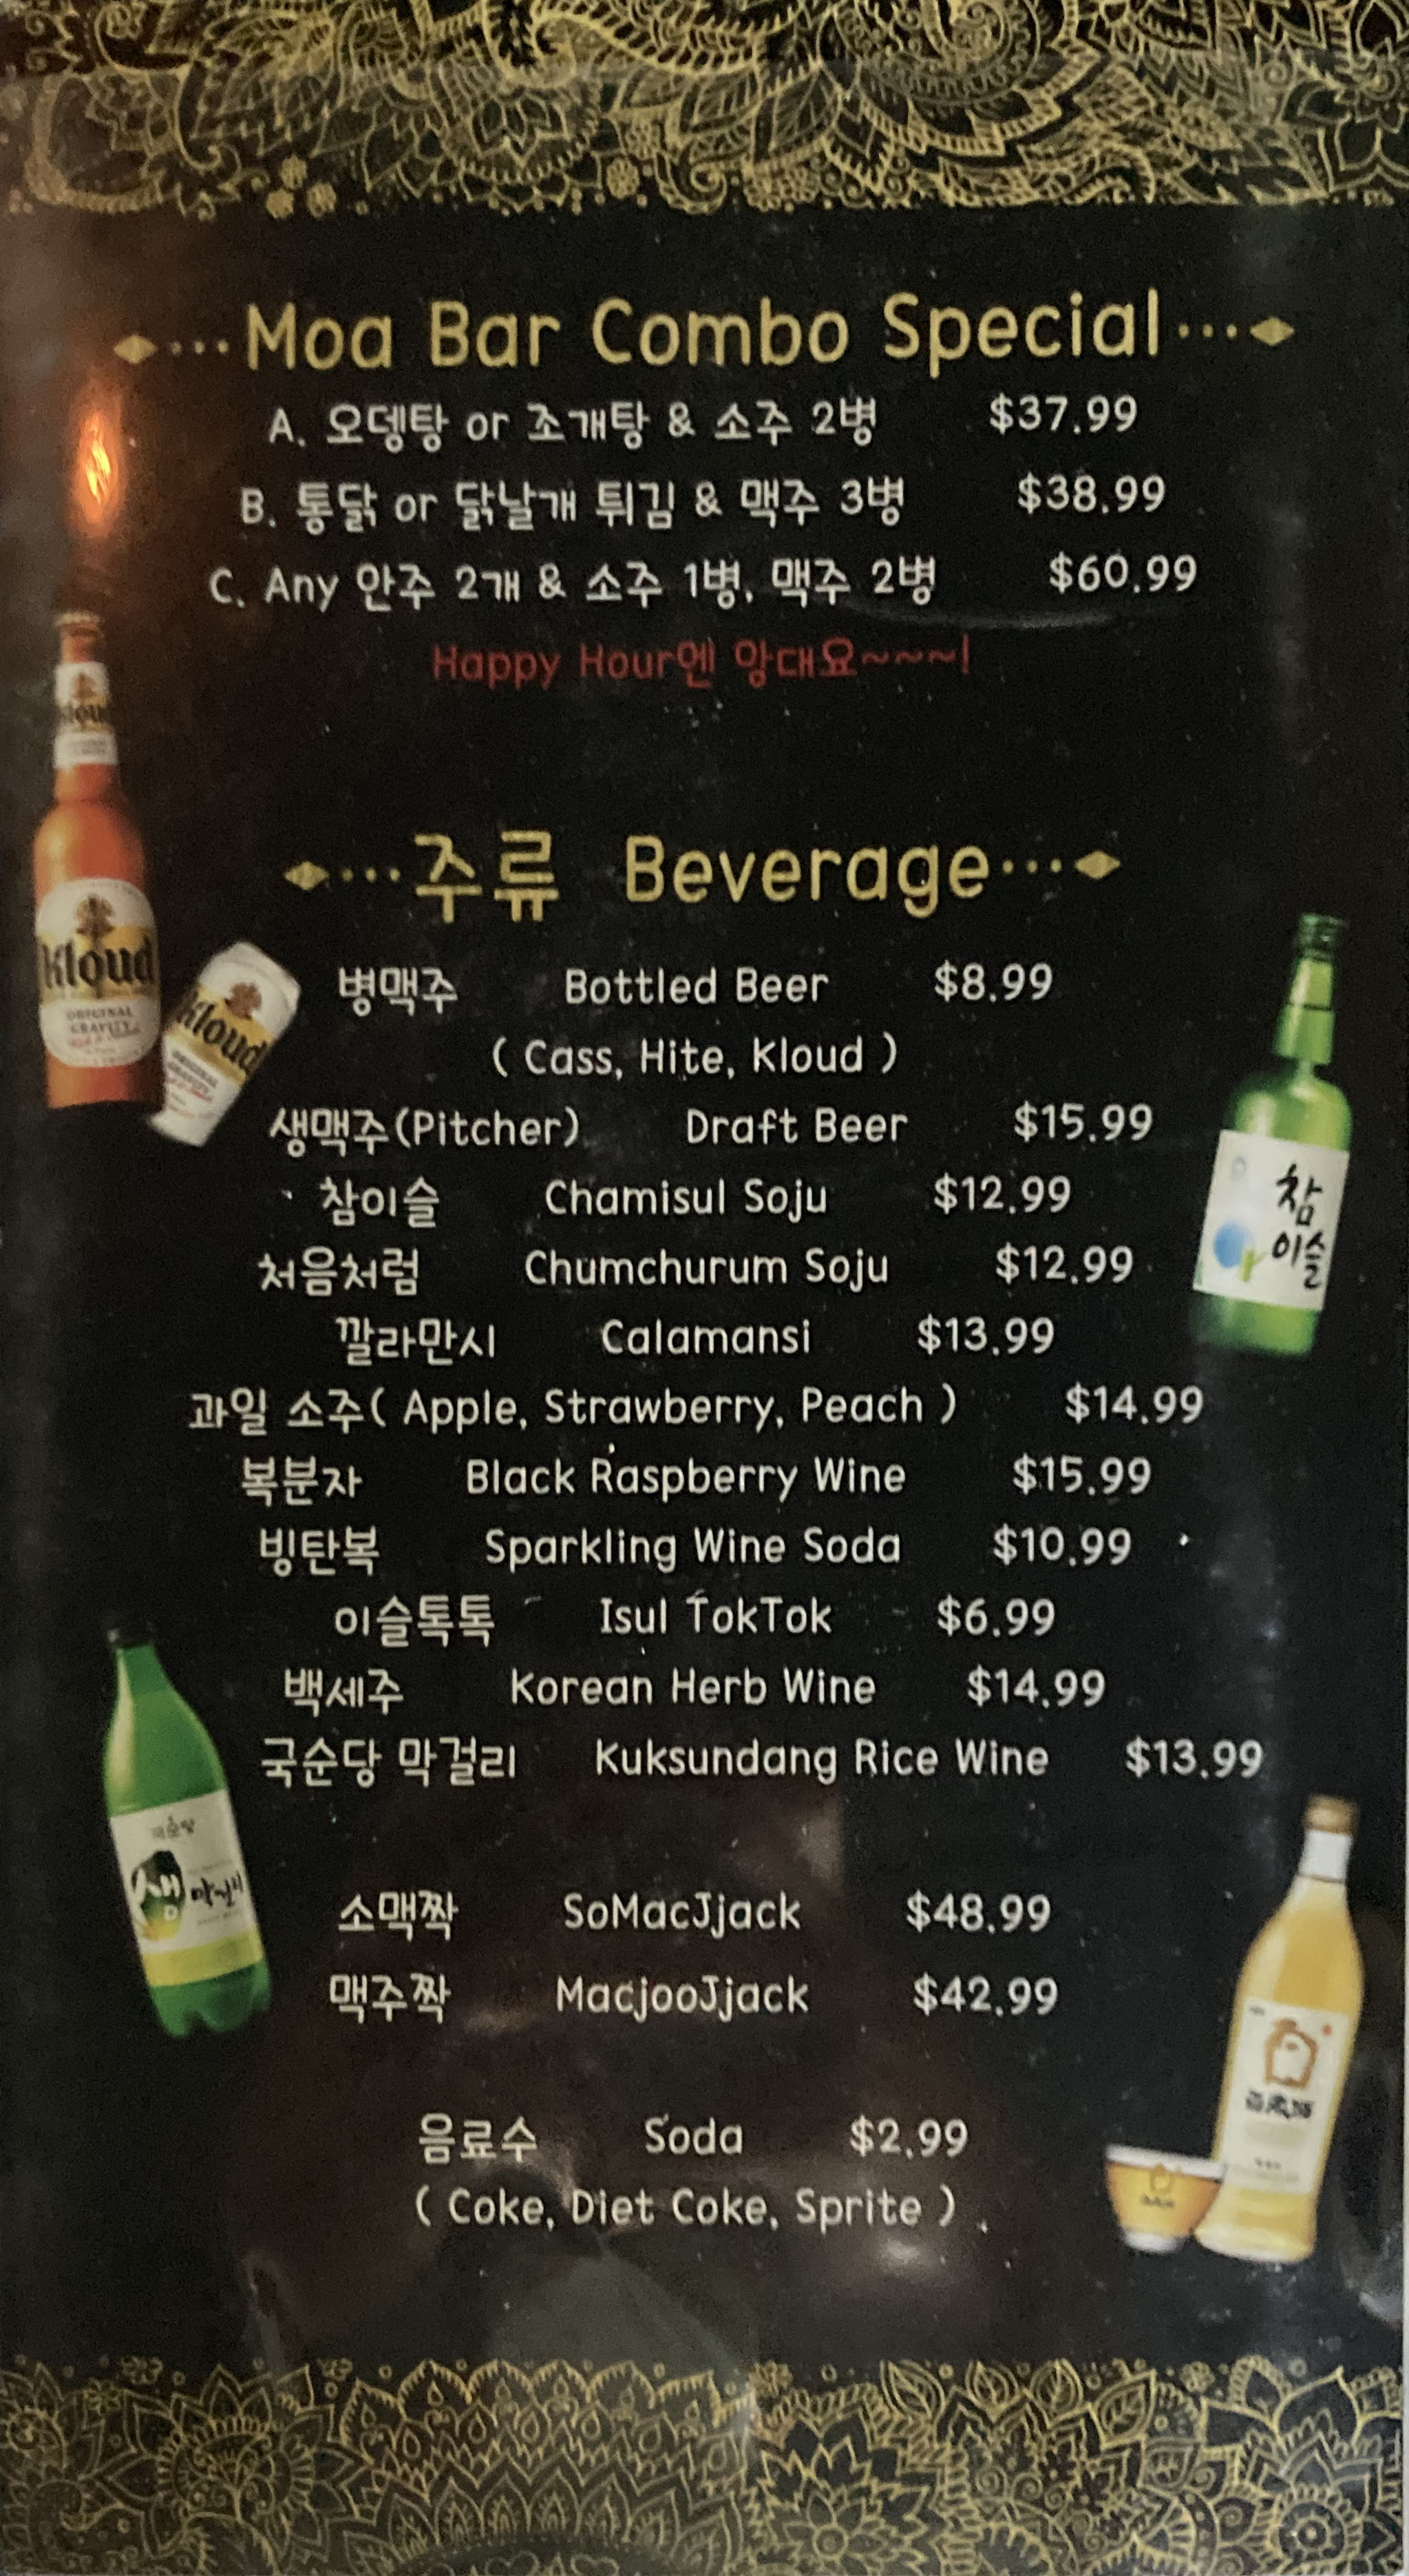 Moa Bar Combo Special
A. 오뎅탕 or 조개탕 & 소주 2병 $37.99
B. 통닭 or 닭날개 튀김 & 맥주 3병 $38.99
C. Any 안주 2개 & 소주 1병, 맥주 2병 $60.99
Happy Hour엔 앙대요~~~!
주류 Beverage
병맥주 Bottled Beer $8.99
( Cass, Hite, Kloud )
생맥주(Pitcher) Draft Beer $15.99
참이슬 Chamisul Soju $12.99
처음처럼 Chumchurum Soju $12.99
깔라만시 Calamansi $13.99
과일 소주( Apple, Strawberry, Peach ) $14.99
복분자 Black Raspberry Wine $15.99
빙탄복 Sparkling Wine Soda $10.99
이슬톡톡 Isul TokTok $6.99
백세주 Korean Herb Wine $14.99
국순당 막걸리 Kuksundang Rice Wine $13.99
소맥짝 SoMacJjack $48.99
맥주짝 MacjooJjack $42.99
음료수 Soda $2.99
( Coke, Diet Coke, Sprite )
Kloud
Kloud
ORIGINAL
GRAVITY
Kloud
참
이슬
생
막걸리